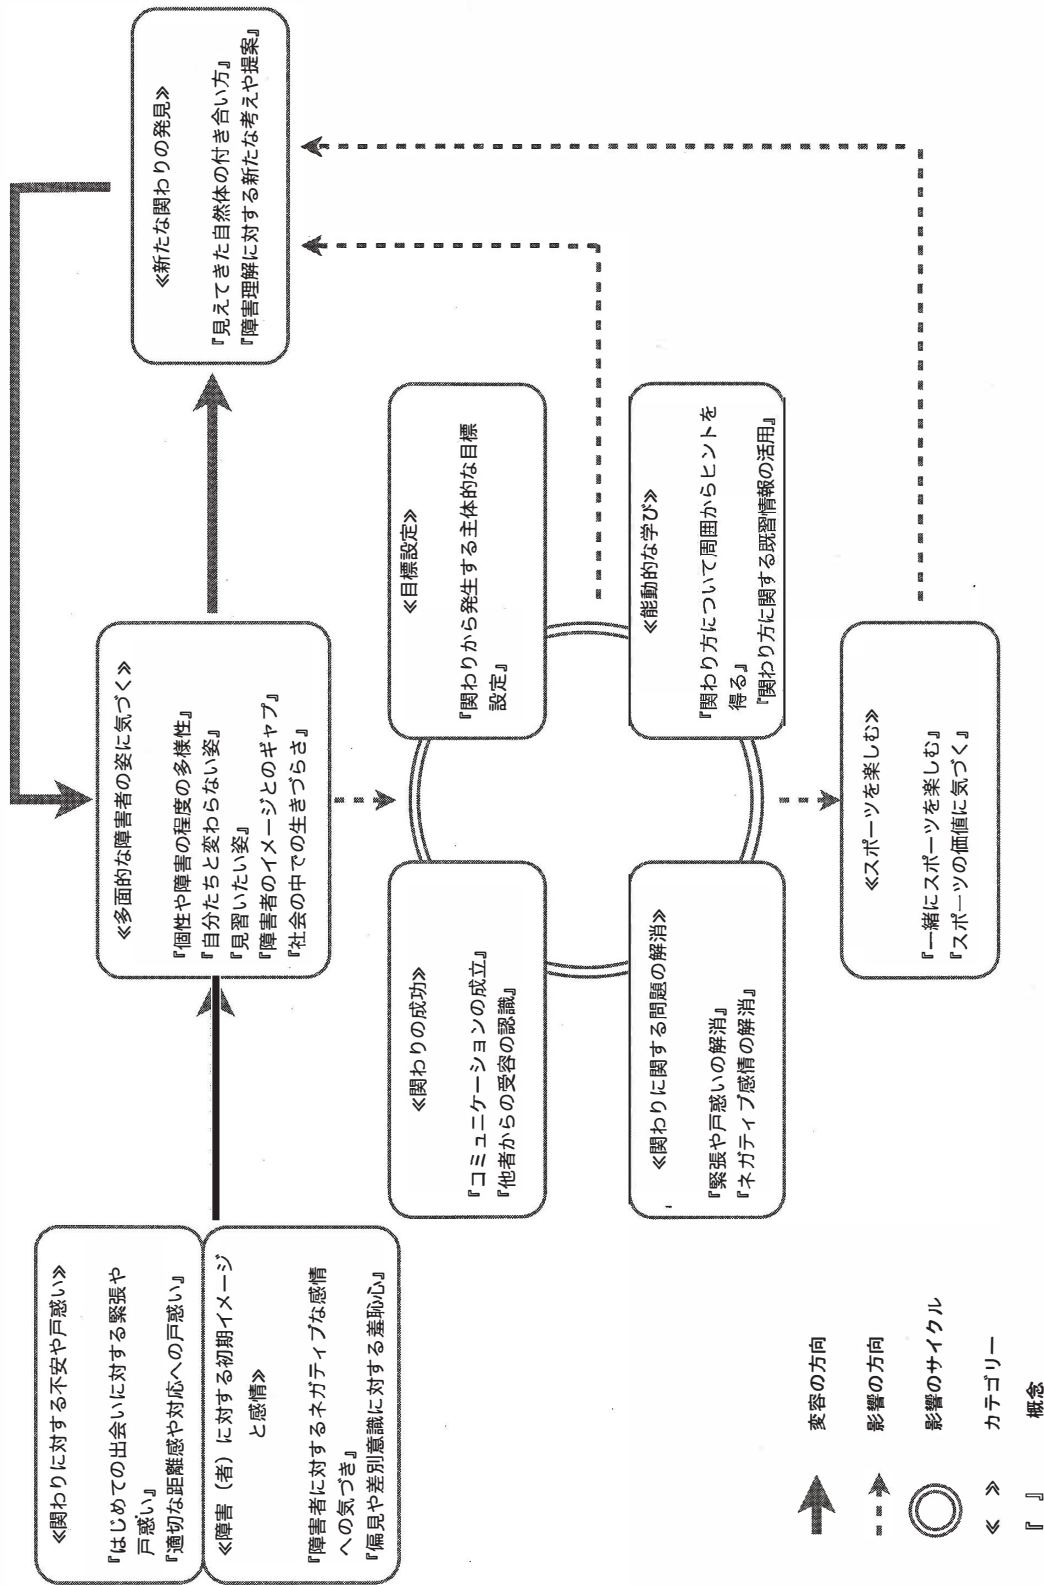 ≪関わりに対する不安や戸惑い≫
『はじめての出会いに対する緊張や
戸惑い』
『適切な距離感や対応への戸惑い』
≪障害（者）に対する初期イメージ
と感情≫
『障害者に対するネガティブな感情
への気づき』
『偏見や差別意識に対する羞恥心』
≪多面的な障害者の姿に気づく≫
『個性や障害の程度の多様性』
『自分たちと変わらない姿』
『見習いたい姿』
『障害者のイメージとのギャプ』
『社会の中での生きづらさ』
≪新たな関わりの発見≫
『見えてきた自然体の付き合い方』
『障害理解に対する新たな考えや提案』
≪関わりの成功≫
『コミュニケーションの成立』
『他者からの受容の認識』
≪目標設定≫
『関わりから発生する主体的な目標
設定』
≪関わりに関する問題の解消≫
『緊張や戸惑いの解消』
『ネガティブ感情の解消』
≪能動的な学び≫
『関わり方について周囲からヒントを
得る』
『関わり方に関する既習情報の活用』
≪スポーツを楽しむ≫
『一緒にスポーツを楽しむ』
『スポーツの価値に気づく』
変容の方向
影響の方向
影響のサイクル
≪ ≫ カテゴリー
『 』 概念